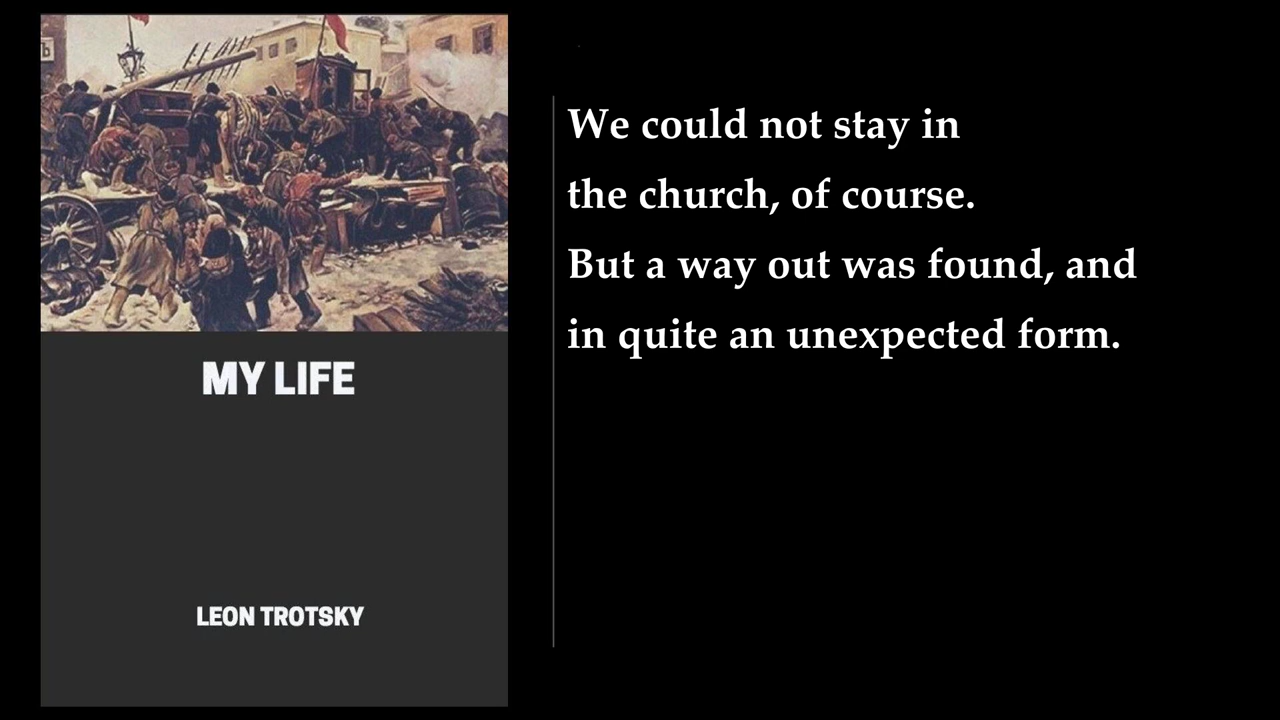 MY LIFE
LEON TROTSKY
We could not stay in
the church, of course.
But a way out was found, and
in quite an unexpected form.